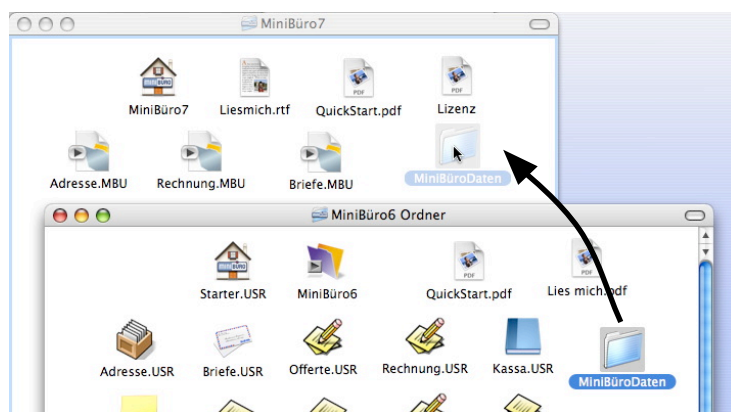 MiniBüro7
MiniBüro7 Liesmich.rtf QuickStart.pdf Lizenz
Adresse.MBU Rechnung.MBU Briefe.MBU MiniBüroDaten
MiniBüro6 Ordner
Starter.USR MiniBüro6 QuickStart.pdf Lies mich.pdf
Adresse.USR Briefe.USR Offerte.USR Rechnung.USR Kassa.USR MiniBüroDaten